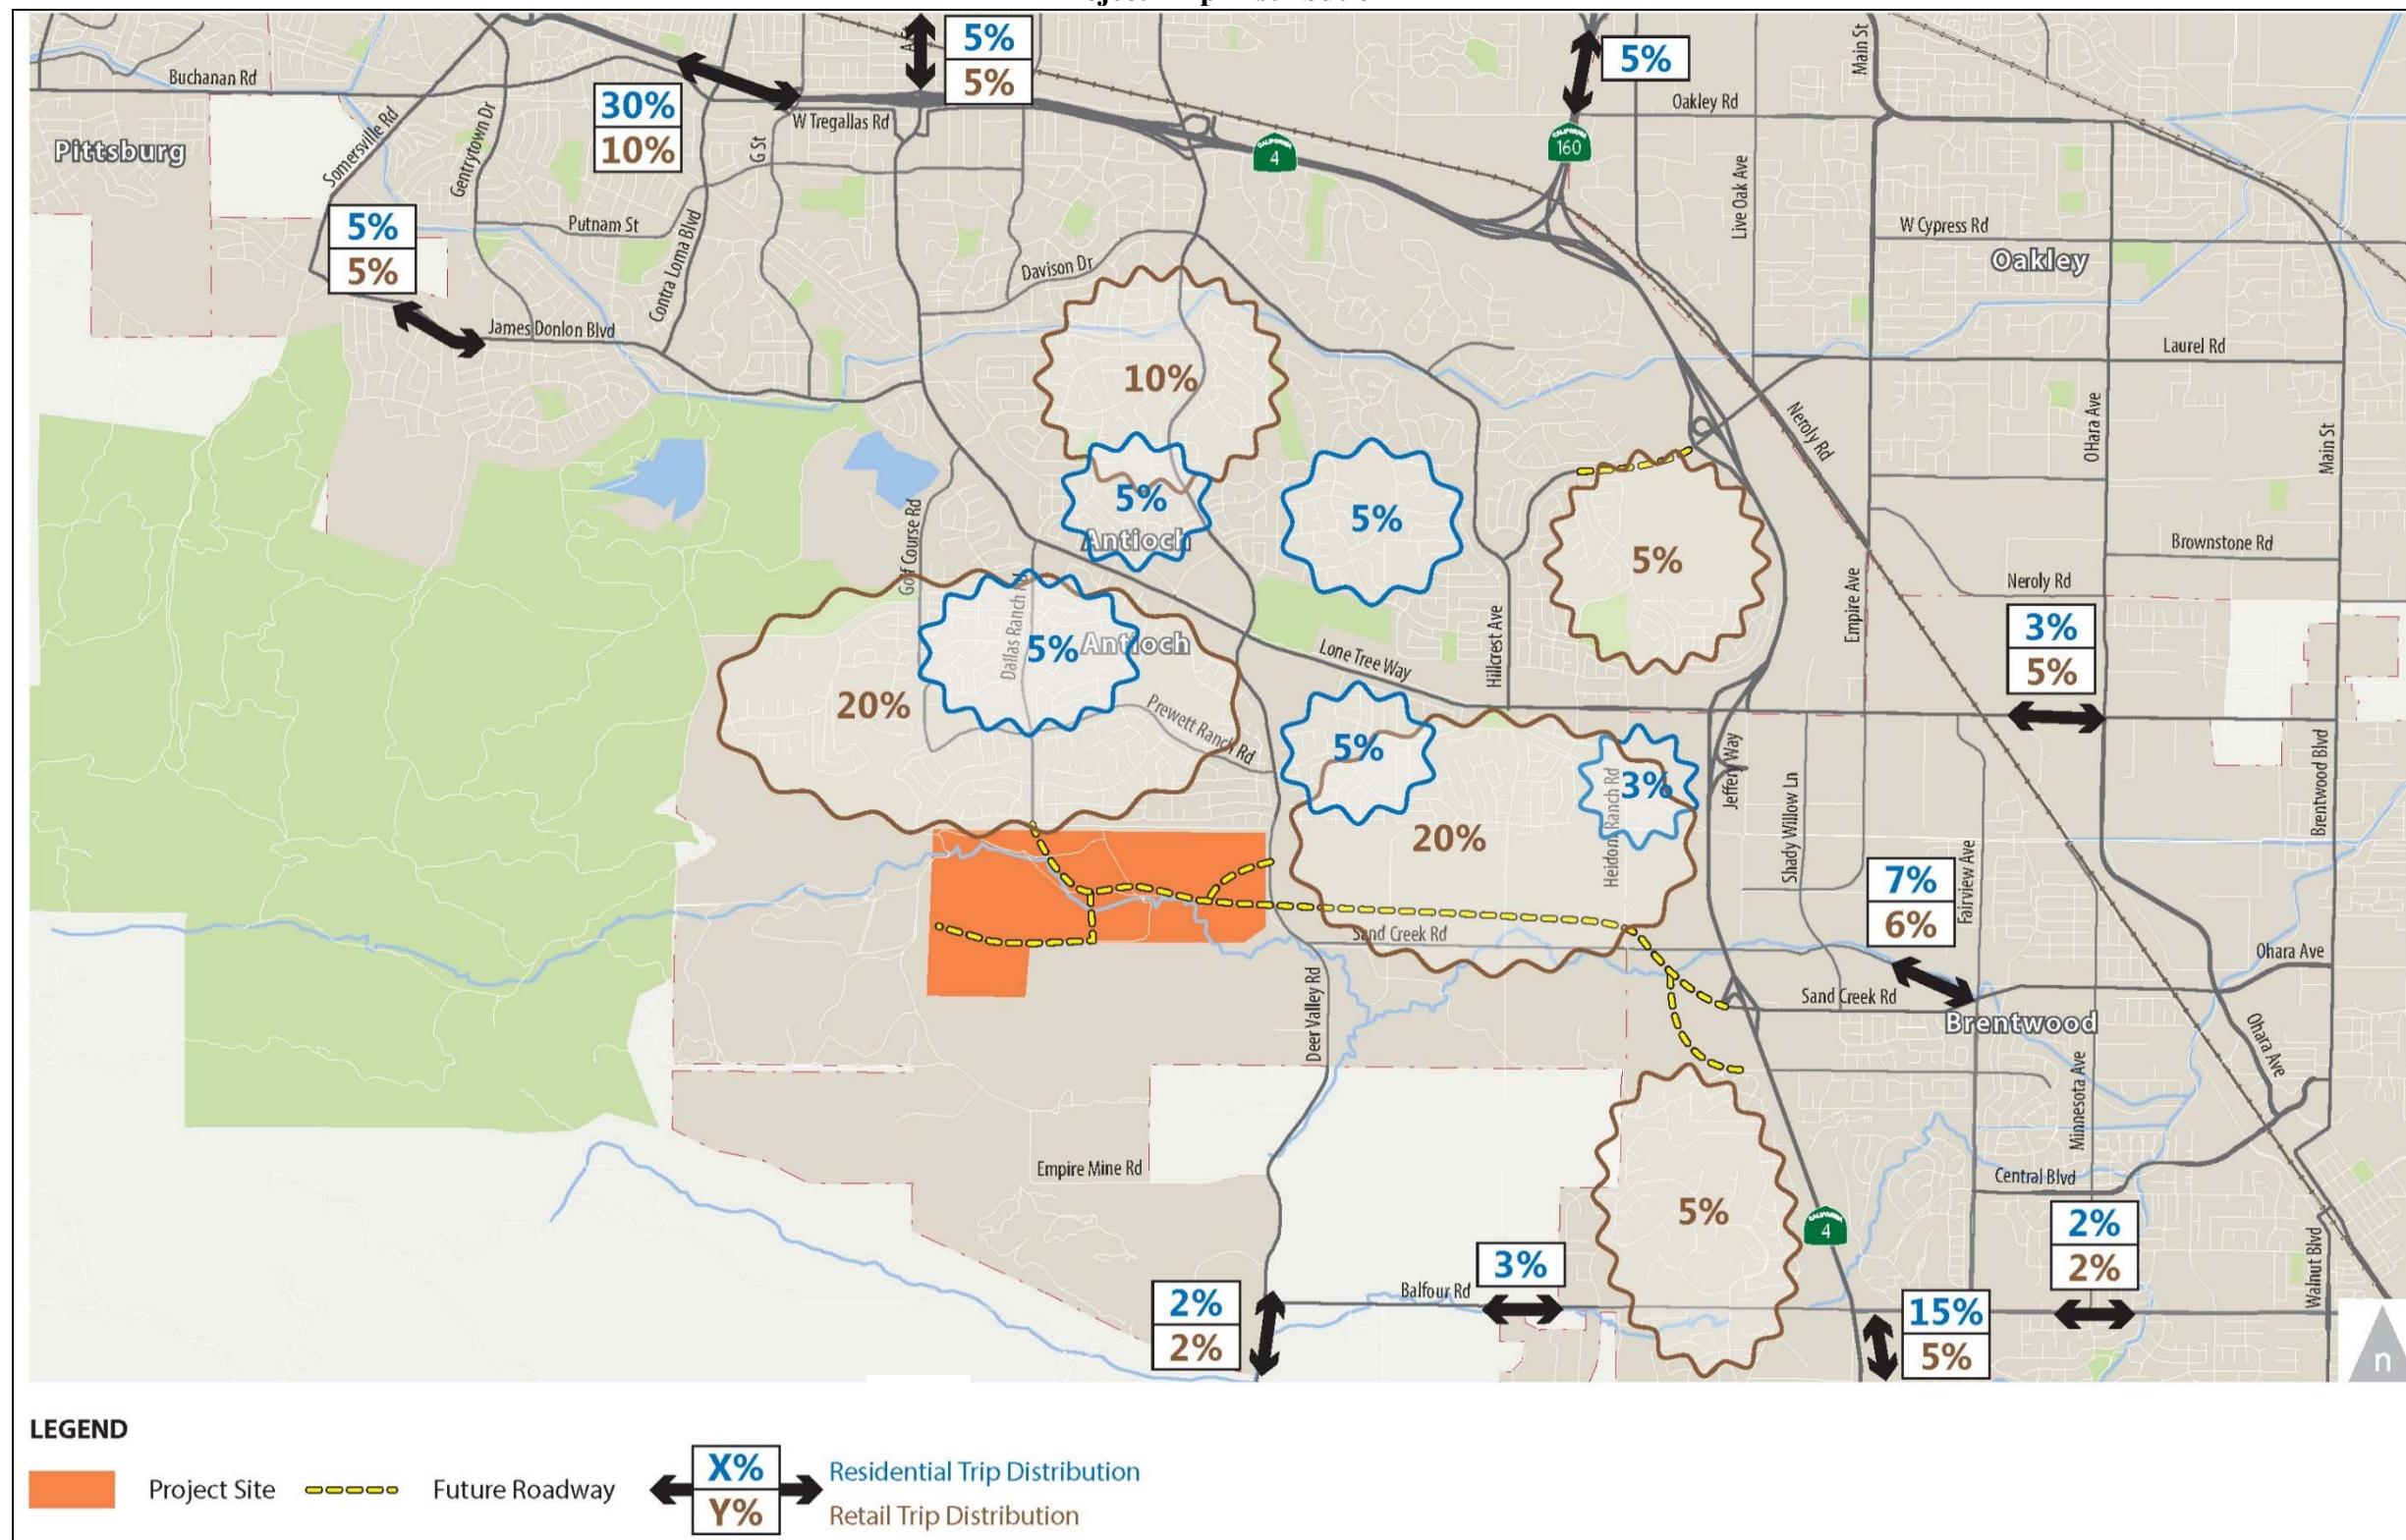 5%
5%
5%
Main St
Buchanan Rd
30%
10%
Oakley Rd
W Tregallas Rd
Somersville Rd
Gentrytown Dr
G St
CALIFORNIA
4
CALIFORNIA
160
Pittsburg
Live Oak Ave
5%
5%
Putnam St
Contra Loma Blvd
W Cypress Rd
Oakley
Davison Dr
James Donlon Blvd
Laurel Rd
10%
Neroly Rd
OHara Ave
Main St
5%
5%
Antioch
Golf Course Rd
5%
Brownstone Rd
Neroly Rd
Empire Ave
Hillcrest Ave
3%
5%
Dallas Ranch Rd
5%
Antioch
Lone Tree Way
20%
Prewett Ranch Rd
5%
3%
20%
Heidorn Ranch Rd
Jeffery Way
Shady Willow Ln
Brentwood Blvd
7%
6%
Fairview Ave
Sand Creek Rd
Ohara Ave
Deer Valley Rd
Sand Creek Rd
Brentwood
Ohara Ave
Minnesota Ave
Empire Mine Rd
Central Blvd
5%
CALIFORNIA
4
2%
2%
Walnut Blvd
2%
2%
3%
Balfour Rd
15%
5%
n
LEGEND
Project Site
Future Roadway
X%
Y%
Residential Trip Distribution
Retail Trip Distribution